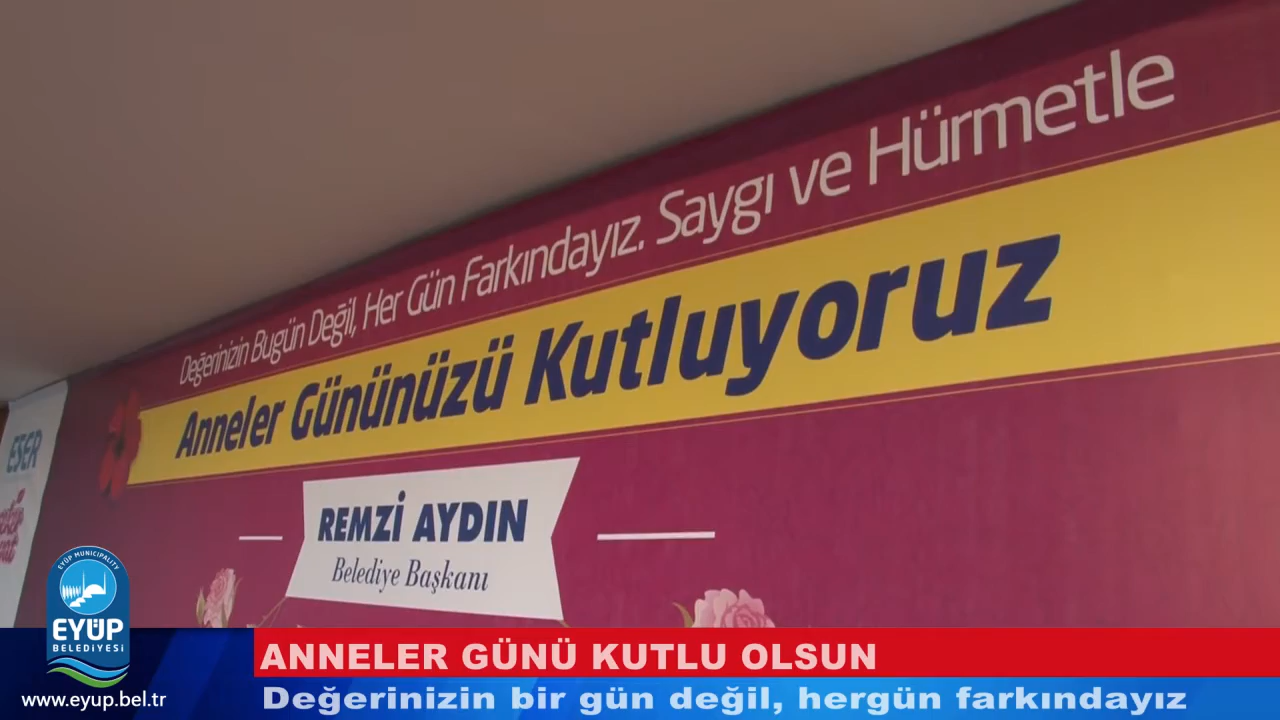 Değerinizin Bugün Değil, Her Gün Farkındayız. Saygı ve Hürmetle
Anneler Gününüzü Kutluyoruz
ESER
REMZİ AYDIN
Belediye Başkanı
EYÜP MUNICIPALITY
EYÜP
BELEDİYESİ
www.eyup.bel.tr
ANNELER GÜNÜ KUTLU OLSUN
Değerinizin bir gün değil, hergün farkındayız